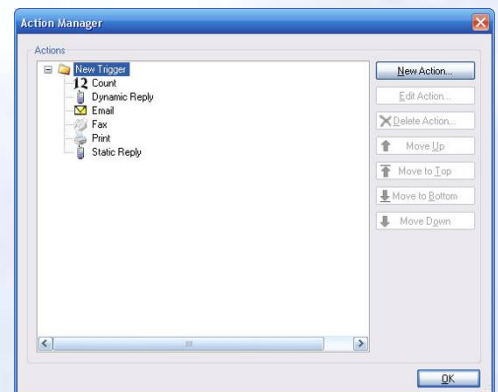 Action Manager
Actions
New Trigger
12 Count
Dynamic Reply
Email
Fax
Print
Static Reply
New Action...
Edit Action...
Delete Action...
Move Up
Move to Top
Move to Bottom
Move Down
OK